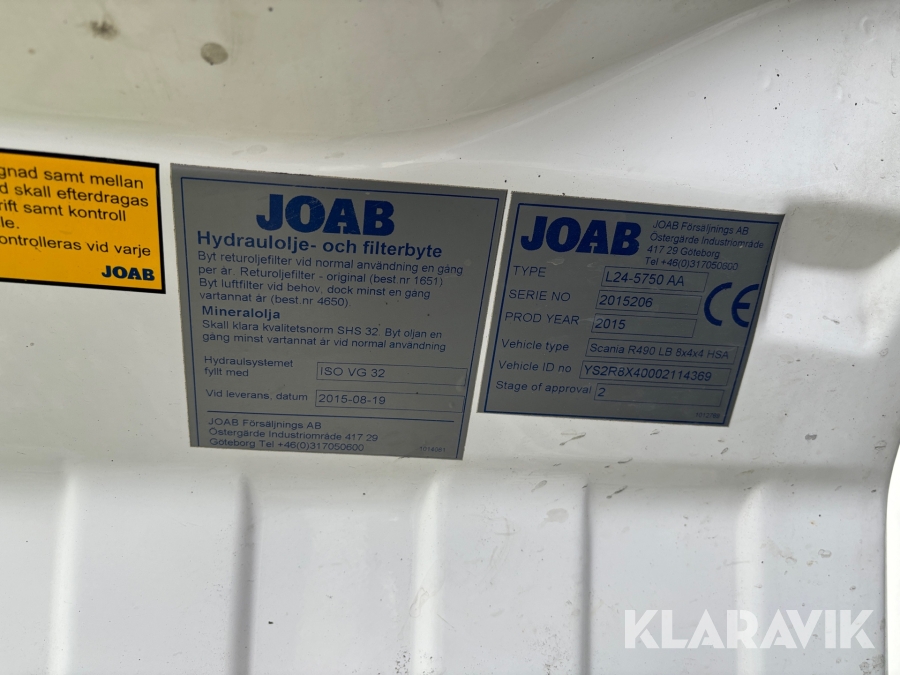 gnad samt mellan
d skall efterdragas
rift samt kontroll
le.
ontrolleras vid varje
JOAB
JOAB
Hydraulolje- och filterbyte
Byt returoljefilter vid normal användning en gång
per år. Returoljefilter - original (best.nr 1651)
Byt luftfilter vid behov, dock minst en gång
vartannat år (best.nr 4650)
Mineralolja
Skall klara kvalitetsnorm SHS 32. Byt oljan en
gång minst vartannat år vid normal användning
Hydraulsystemet
fyllt med
ISO VG 32
Vid leverans, datum 2015-08-19
JOAB Försäljnings AB
Östergärde Industriområde 417 29
Göteborg Tel +46(0)317050600
JOAB
JOAB Försäljnings AB
Östergärde Industriområde
417 29 Göteborg
Tel +46(0)317050600
TYPE L24-5750 AA
SERIE NO 2015206
PROD YEAR 2015
CE
Vehicle type Scania R490 LB 8x4x4 HSA
Vehicle ID no YS2R8X40002114369
Stage of approval 2
KLARAVIK